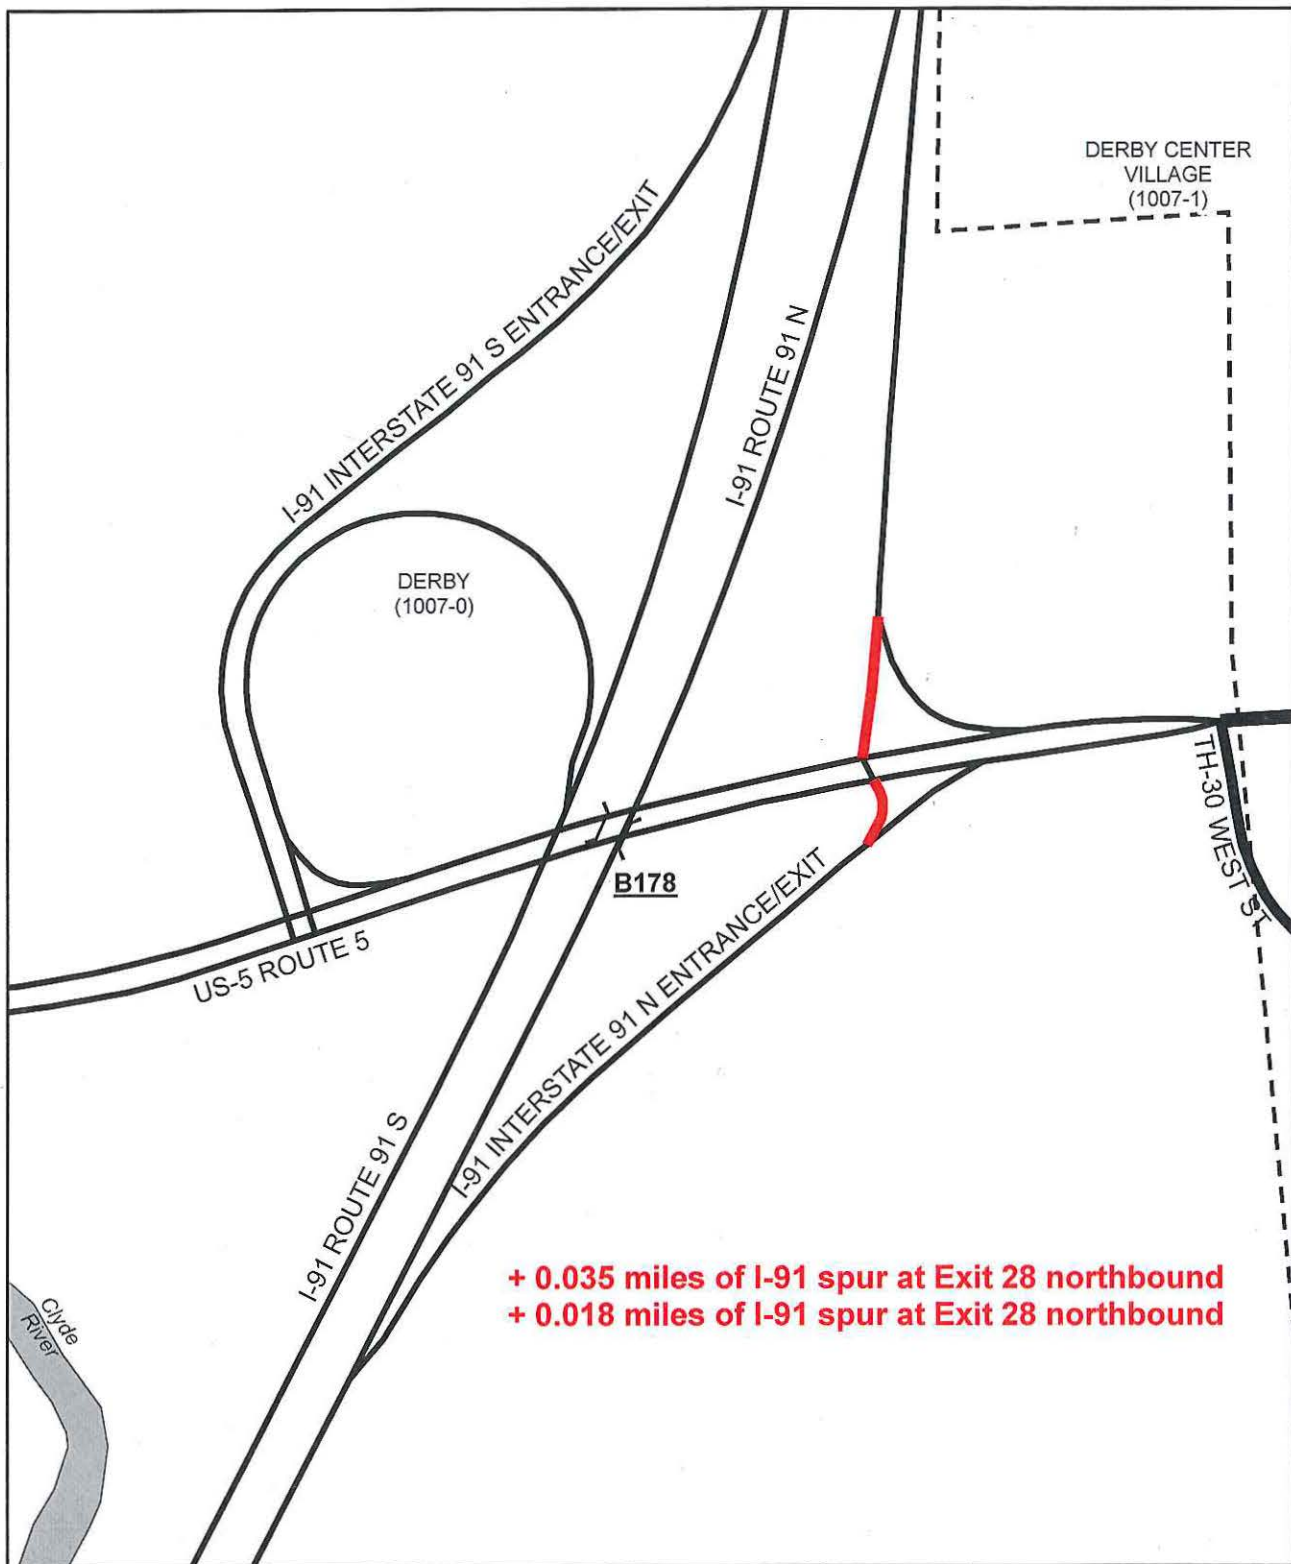 DERBY CENTER
VILLAGE
(1007-1)
I-91 INTERSTATE 91 S ENTRANCE/EXIT
I-91 ROUTE 91 N
DERBY
(1007-0)
TH-30 WEST ST
B178
US-5 ROUTE 5
I-91 INTERSTATE 91 N ENTRANCE/EXIT
I-91 ROUTE 91 S
+ 0.035 miles of I-91 spur at Exit 28 northbound
+ 0.018 miles of I-91 spur at Exit 28 northbound
Clyde
River